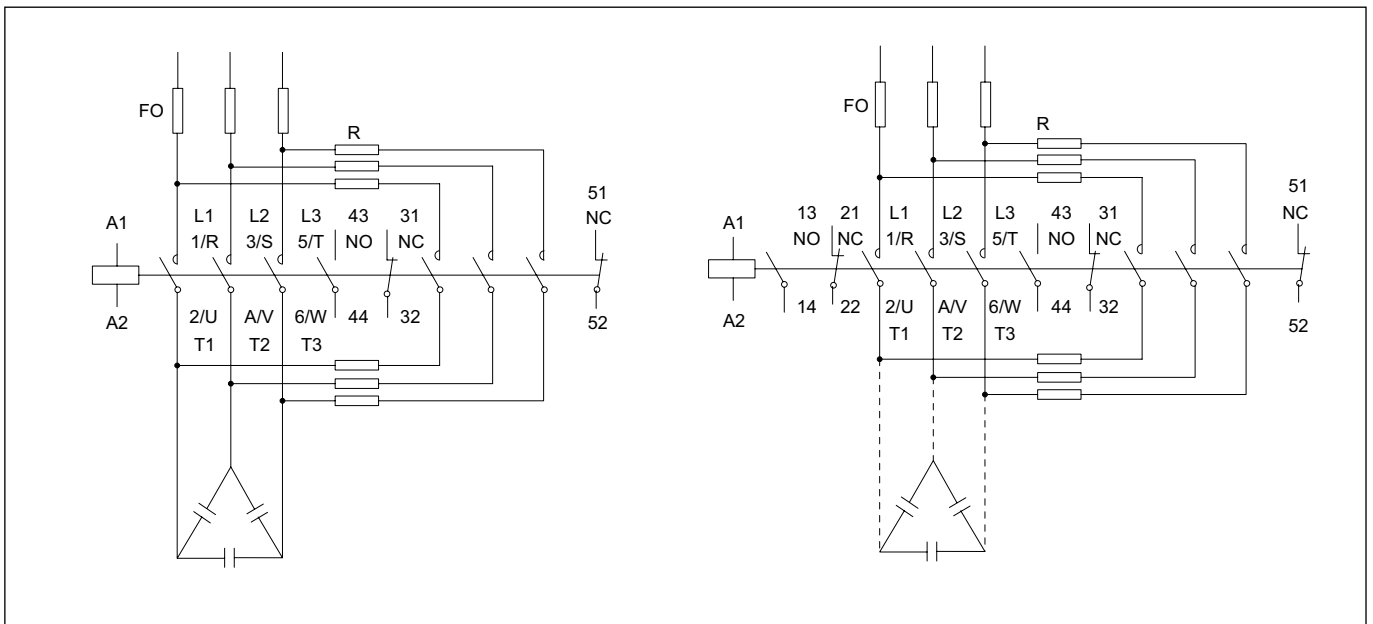 FO
R
51
NC
A1
L1
L2
L3
43
31
1/R
3/S
5/T
NO
NC
A2
2/U
A/V
6/W
44
32
52
T1
T2
T3
FO
R
51
NC
A1
13
21
L1
L2
L3
43
31
NO
NC
1/R
3/S
5/T
NO
NC
A2
14
22
2/U
A/V
6/W
44
32
52
T1
T2
T3